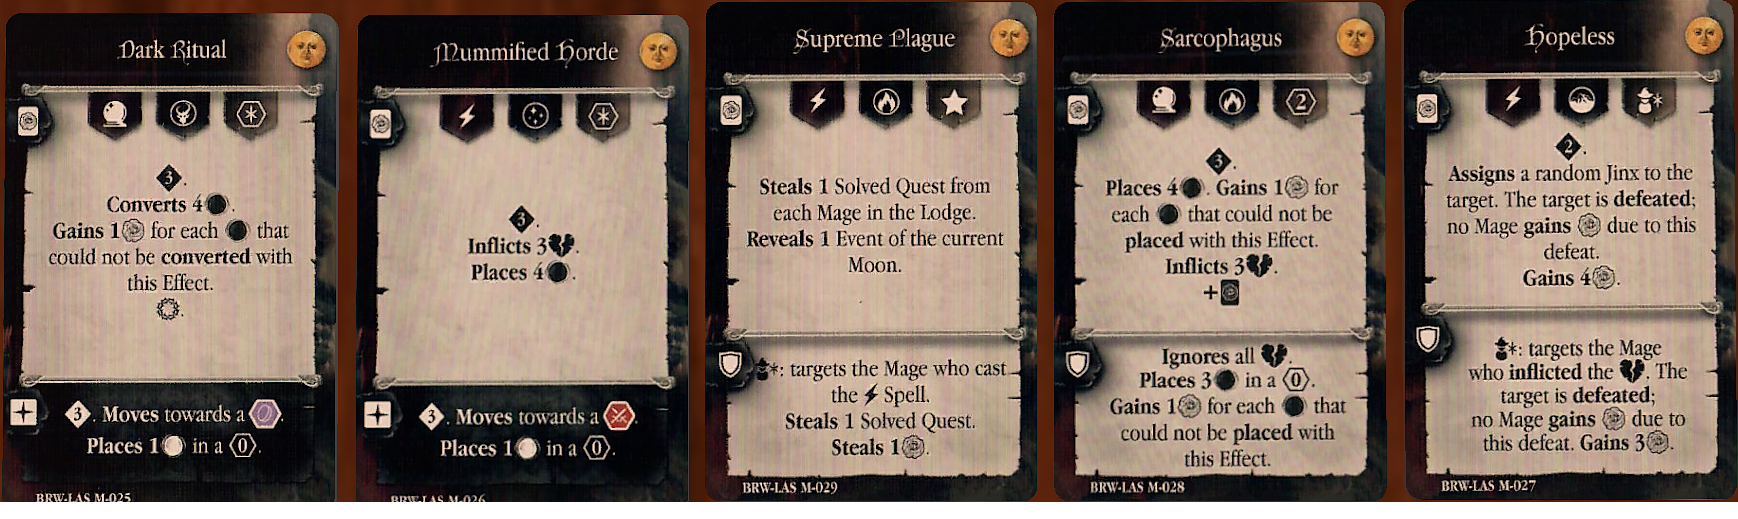 Dark Ritual
3.
Converts 4.
Gains 1 for each that
could not be converted with
this Effect.
.
3. Moves towards a .
Places 1 in a 0.
BRW-LAS M-025
Mummified Horde
3.
Inflicts 3.
Places 4.
3. Moves towards a .
Places 1 in a 0.
BRW-LAS M-026
Supreme Plague
Steals 1 Solved Quest from
each Mage in the Lodge.
Reveals 1 Event of the current
Moon.
*: targets the Mage who cast
the Spell.
Steals 1 Solved Quest.
Steals 1.
BRW-LAS M-029
Sarcophagus
2
3.
Places 4. Gains 1 for
each that could not be
placed with this Effect.
Inflicts 3.
+
Ignores all .
Places 3 in a 0.
Gains 1 for each that
could not be placed with
this Effect.
BRW-LAS M-028
Hopeless
2.
Assigns a random Jinx to the
target. The target is defeated;
no Mage gains due to this
defeat.
Gains 4.
*: targets the Mage
who inflicted the . The
target is defeated;
no Mage gains due to
this defeat. Gains 3.
BRW-LAS M-027